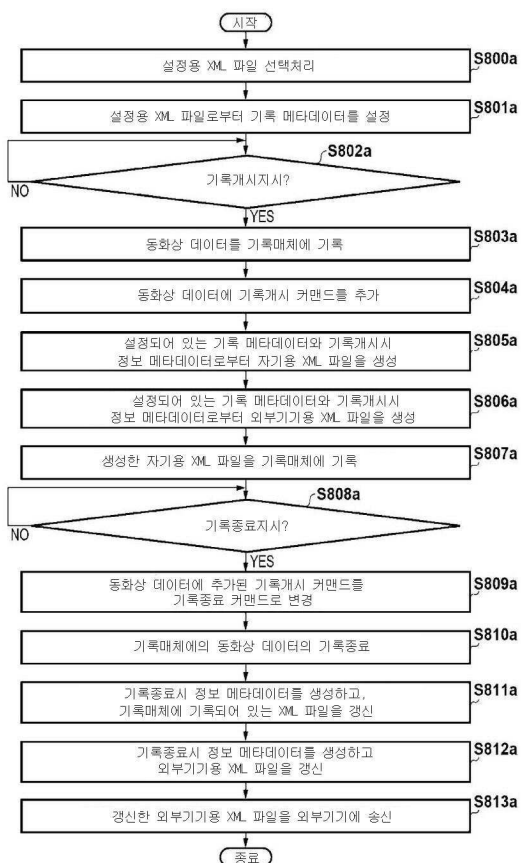 시작
S800a
설정용 XML 파일 선택처리
S801a
설정용 XML 파일로부터 기록 메타데이터를 설정
S802a
기록개시지시?
NO
YES
S803a
동화상 데이터를 기록매체에 기록
S804a
동화상 데이터에 기록개시 커맨드를 추가
S805a
설정되어 있는 기록 메타데이터와 기록개시시
정보 메타데이터로부터 자기용 XML 파일을 생성
S806a
설정되어 있는 기록 메타데이터와 기록개시시
정보 메타데이터로부터 외부기기용 XML 파일을 생성
S807a
생성한 자기용 XML 파일을 기록매체에 기록
S808a
기록종료지시?
NO
YES
S809a
동화상 데이터에 추가된 기록개시 커맨드를
기록종료 커맨드로 변경
S810a
기록매체에의 동화상 데이터의 기록종료
S811a
기록종료시 정보 메타데이터를 생성하고,
기록매체에 기록되어 있는 XML 파일을 갱신
S812a
기록종료시 정보 메타데이터를 생성하고
외부기기용 XML 파일을 갱신
S813a
갱신한 외부기기용 XML 파일을 외부기기에 송신
종료